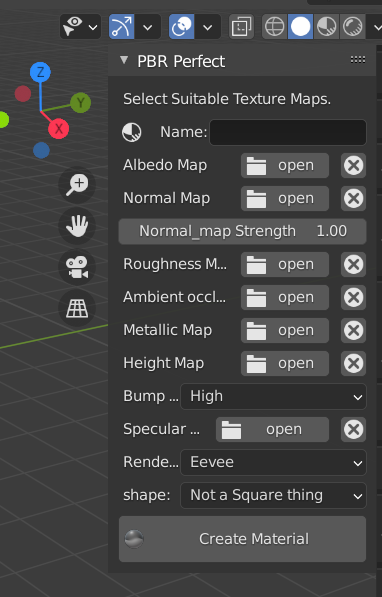 PBR Perfect
Select Suitable Texture Maps.
Z
Y
X
Name:
Albedo Map open
Normal Map open
Normal_map Strength 1.00
Roughness M... open
Ambient occl... open
Metallic Map open
Height Map open
Bump ... High
Specular ... open
Rende... Eevee
shape: Not a Square thing
Create Material